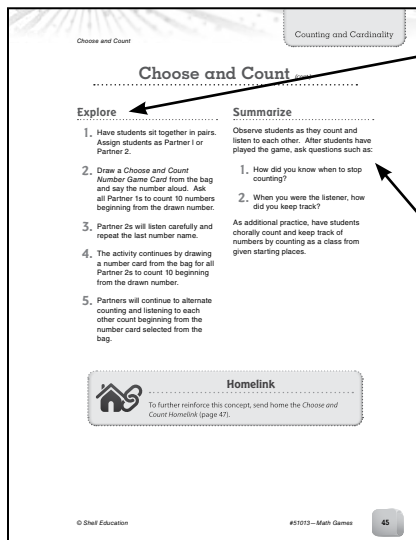 Choose and Count
Counting and Cardinality
Choose and Count (cont.)
Explore
1. Have students sit together in pairs.
Assign students as Partner 1 or
Partner 2.
2. Draw a Choose and Count
Number Game Card from the bag
and say the number aloud. Ask
all Partner 1s to count 10 numbers
beginning from the drawn number.
3. Partner 2s will listen carefully and
repeat the last number name.
4. The activity continues by drawing
a number card from the bag for all
Partner 2s to count 10 beginning
from the drawn number.
5. Partners will continue to alternate
counting and listening to each
other count beginning from the
number card selected from the
bag.
Summarize
Observe students as they count and
listen to each other. After students have
played the game, ask questions such as:
1. How did you know when to stop
counting?
2. When you were the listener, how
did you keep track?
As additional practice, have students
chorally count and keep track of
numbers by counting as a class from
given starting places.
Homelink
To further reinforce this concept, send home the Choose and
Count Homelink (page 47).
© Shell Education
#51013—Math Games
45